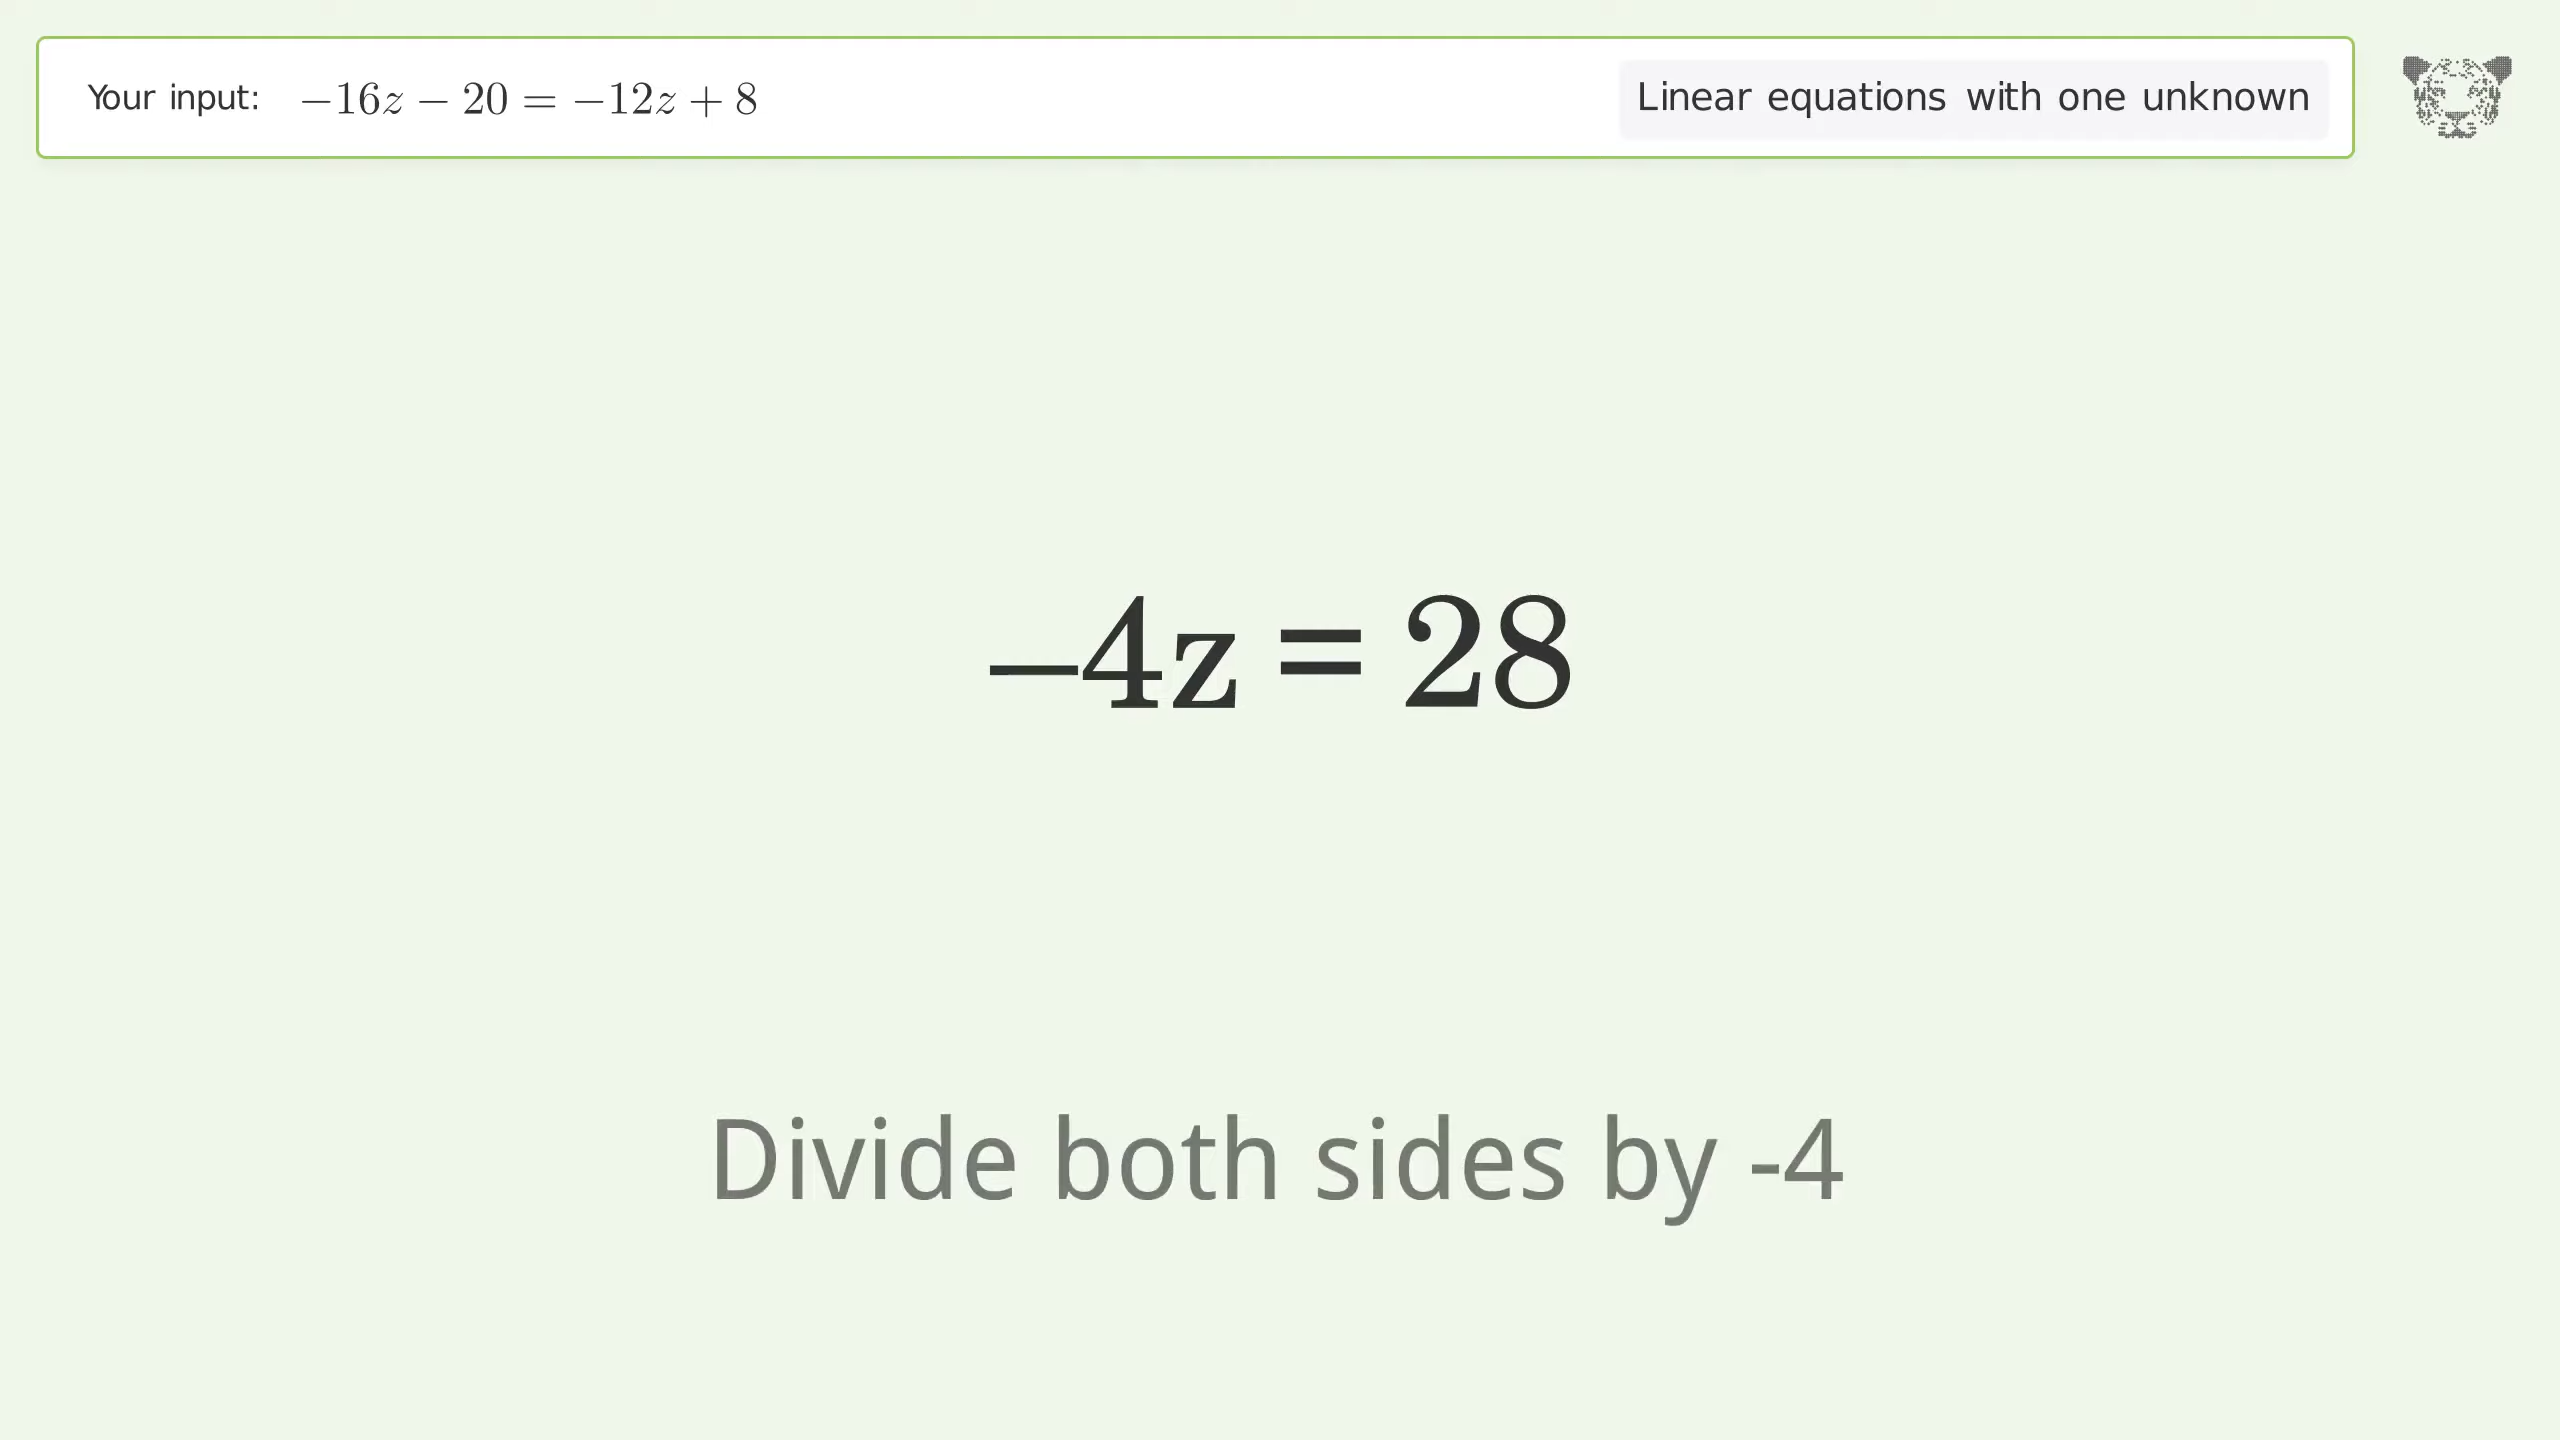 Your input: −16z − 20 = −12z + 8
Linear equations with one unknown
−4z = 28
Divide both sides by -4